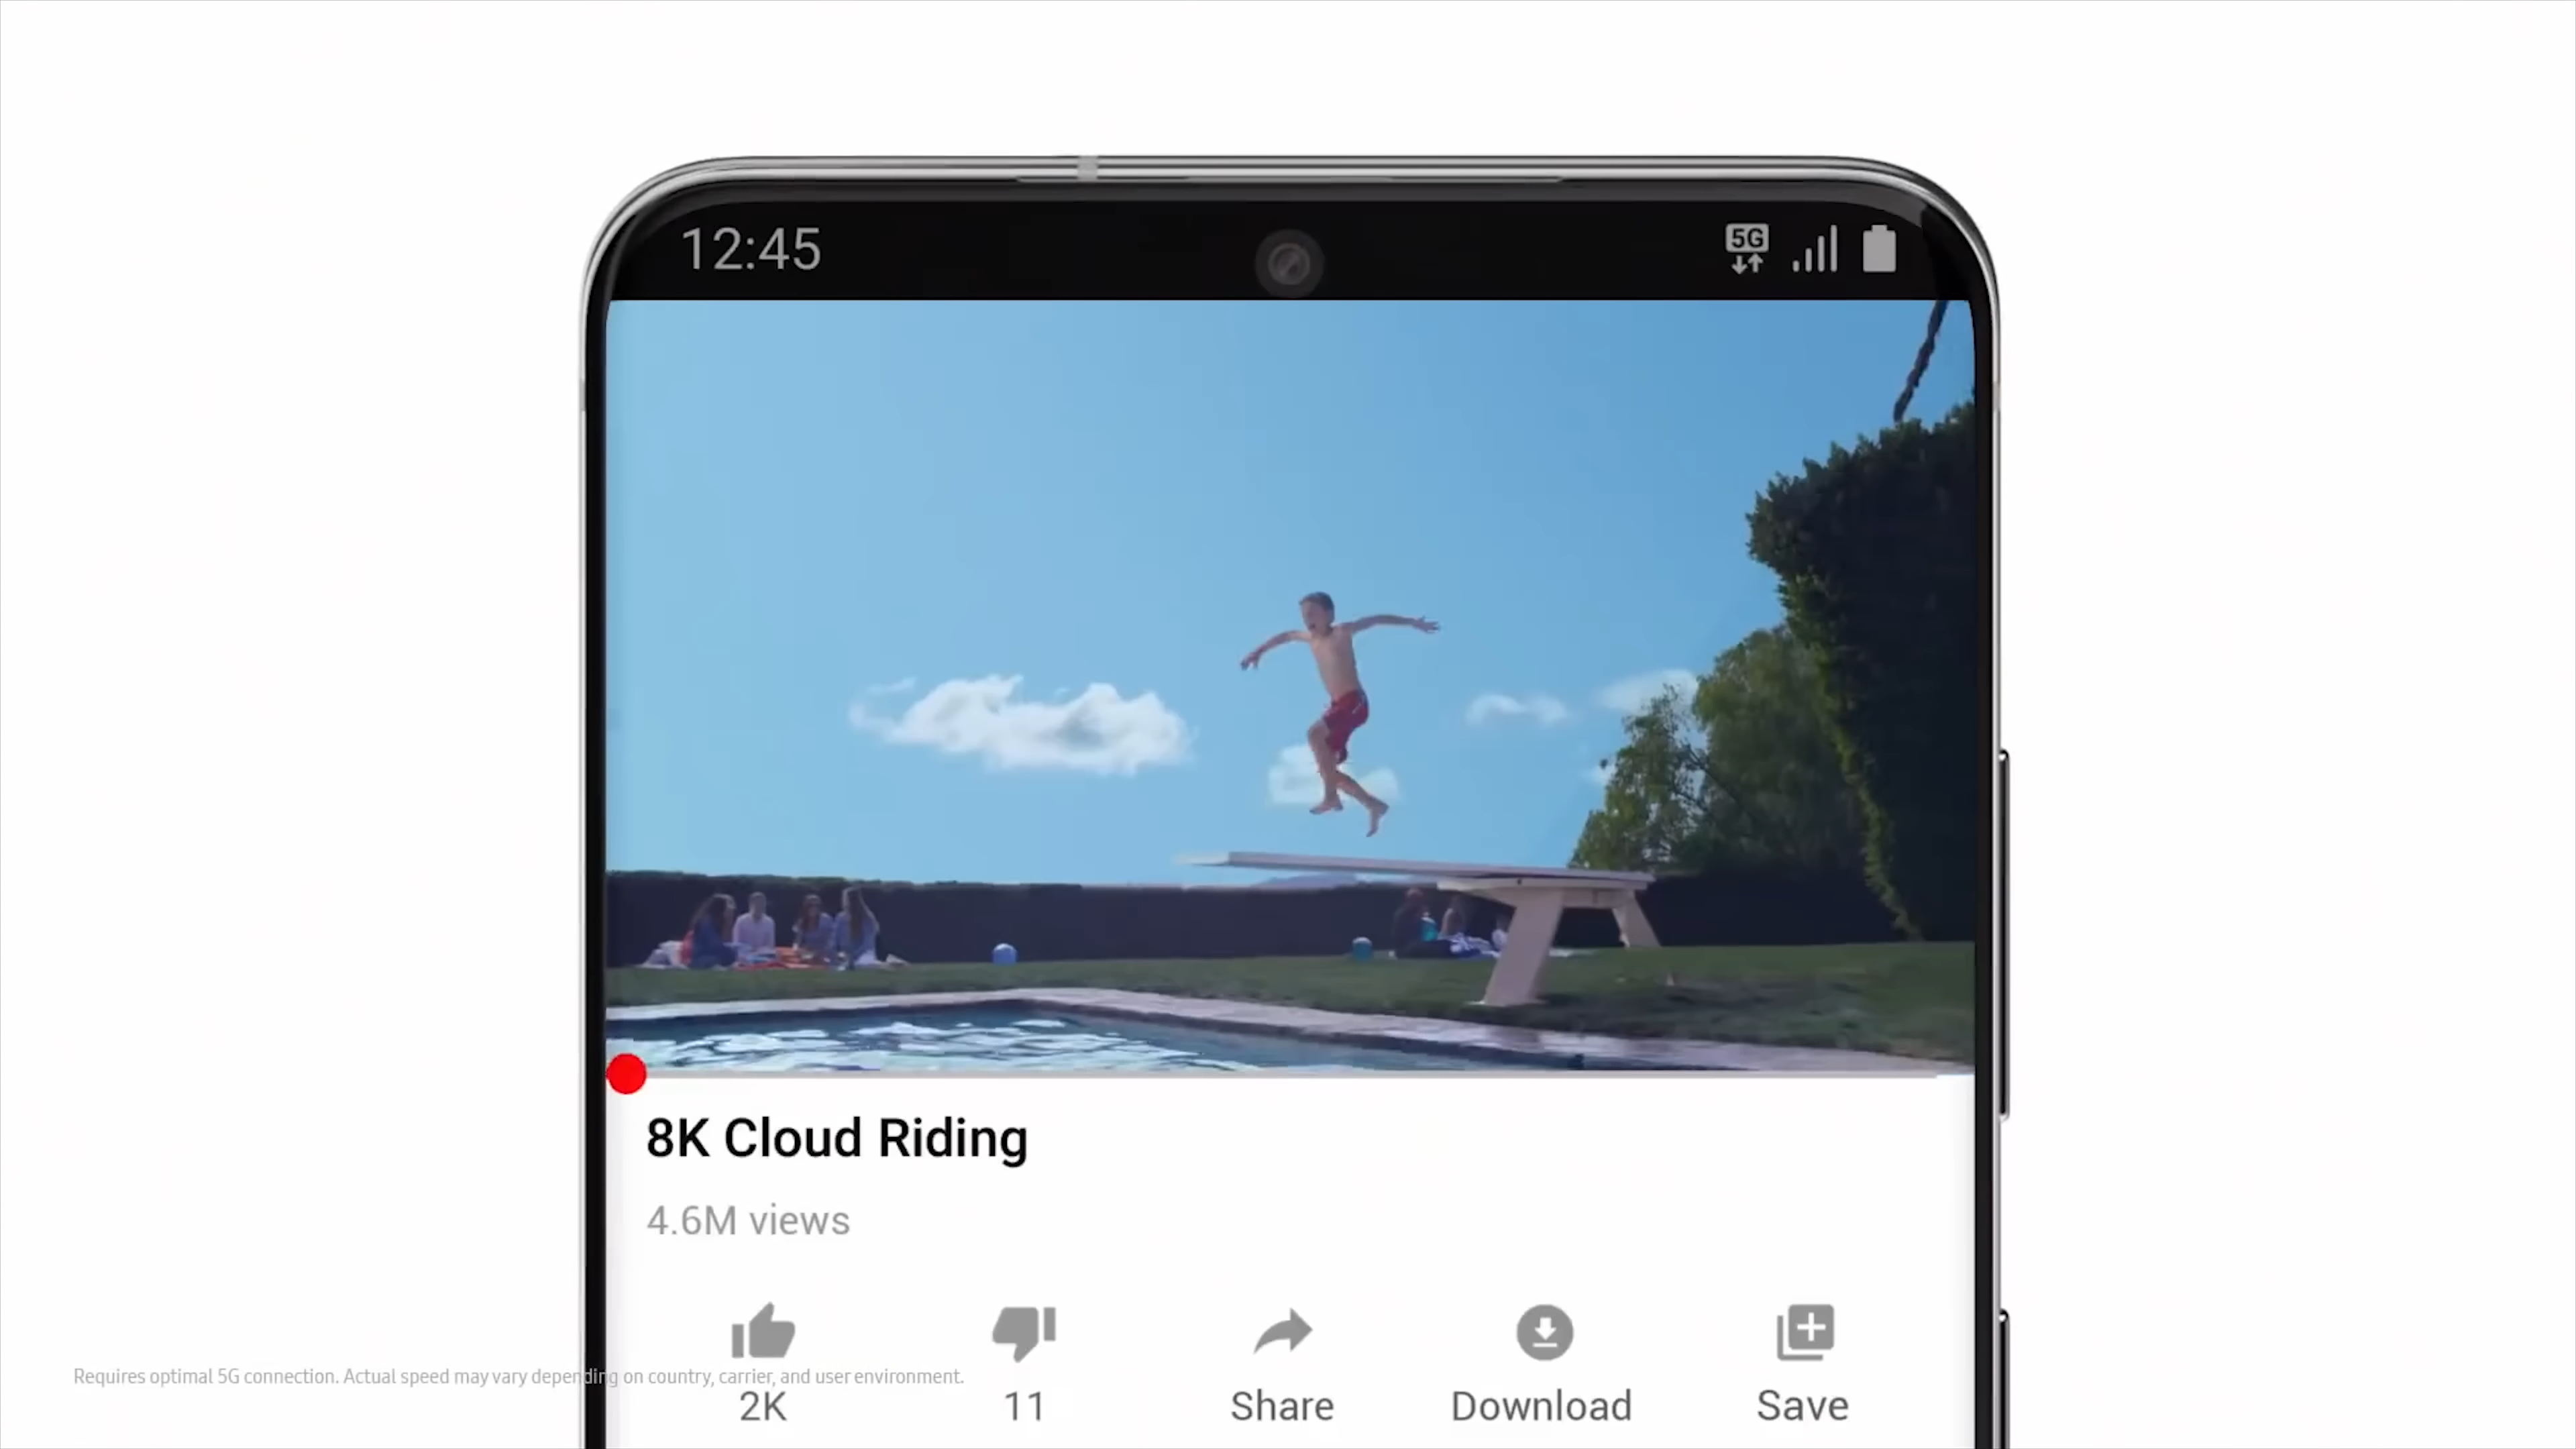 12:45
5G
8K Cloud Riding
4.6M views
Requires optimal 5G connection. Actual speed may vary depending on country, carrier, and user environment.
2K
11
Share
Download
Save